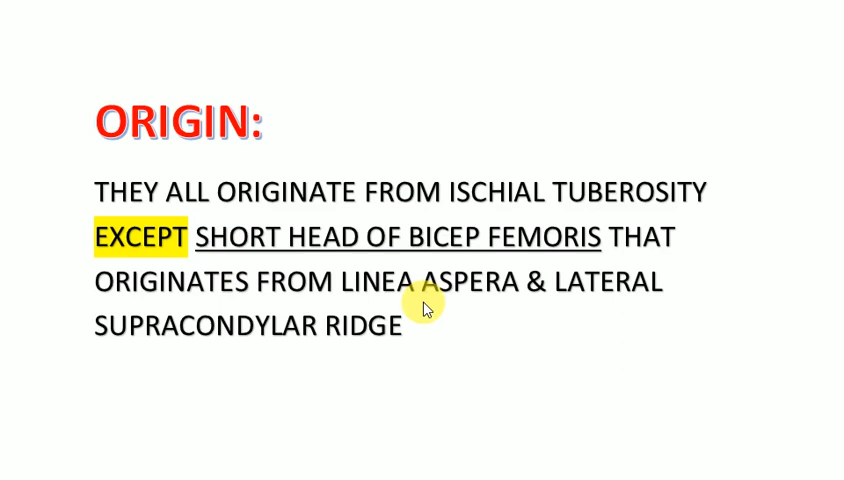 ORIGIN:
THEY ALL ORIGINATE FROM ISCHIAL TUBEROSITY
EXCEPT SHORT HEAD OF BICEP FEMORIS THAT
ORIGINATES FROM LINEA ASPERA & LATERAL
SUPRACONDYLAR RIDGE